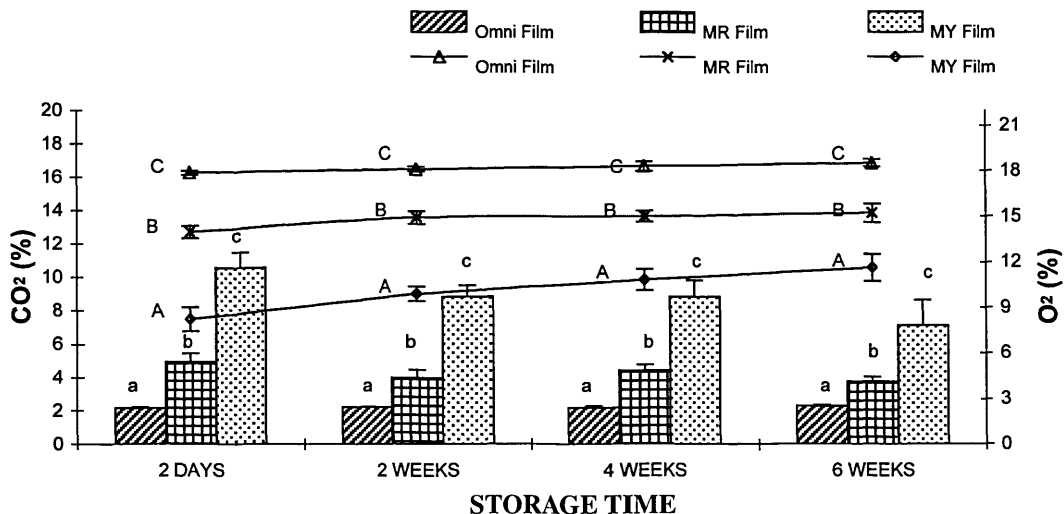 Omni Film MR Film MY Film
Omni Film MR Film MY Film
CO² (%)
20
18
16
14
12
10
8
6
4
2
0
O² (%)
21
18
15
12
9
6
3
0
C C C C
B B B B
A A A A
a b c
a b c
a b c
a b c
2 DAYS 2 WEEKS 4 WEEKS 6 WEEKS
STORAGE TIME